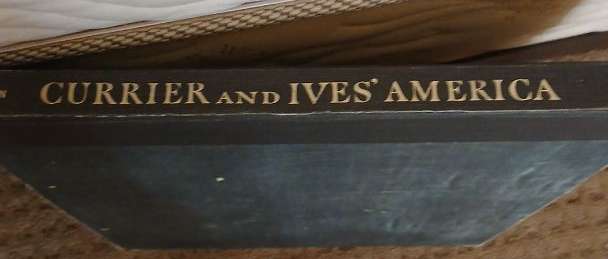 CURRIER AND IVES' AMERICA